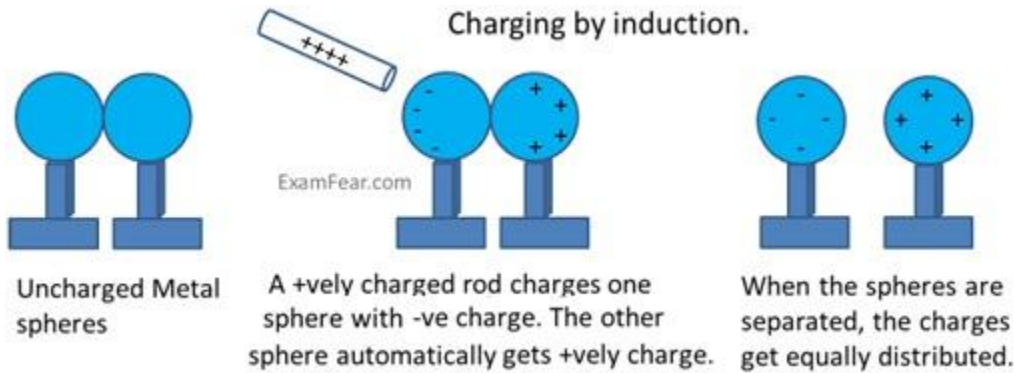 Charging by induction.
++++
- - - -
+ + + +
- - - -
+ + + +
ExamFear.com
Uncharged Metal
spheres
A +vely charged rod charges one
sphere with -ve charge. The other
sphere automatically gets +vely charge.
When the spheres are
separated, the charges
get equally distributed.